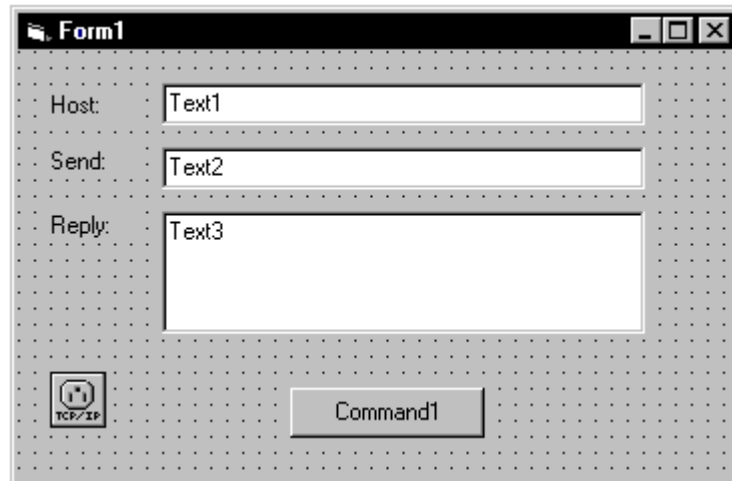 Form1
Host: Text1
Send: Text2
Reply: Text3
TCP/IP
Command1